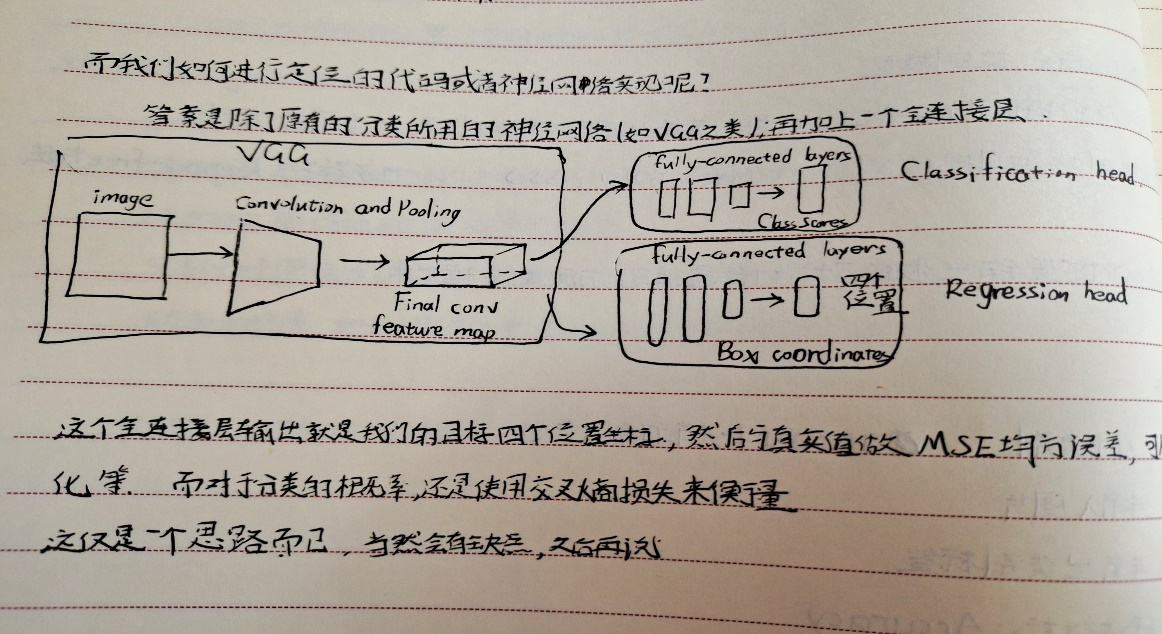 而我们如何进行定位的代码或者神经网络实现呢?
答案是除了原有的分类所用的神经网络(如VGG之类),再加上一个全连接层、.
VGG
image
Convolution and Pooling
Final conv
feature map
fully-connected layers
Class Scores
Classification head
fully-connected layers
四个
位置
Box coordinates
Regression head
这个全连接层输出就是我们的目标四个位置坐标,然后与真实值做MSE均方误差,
化等. 而对于分类的概率,还是使用交叉熵损失来衡量
这仅是一个思路而已,当然会有缺点,之后再说